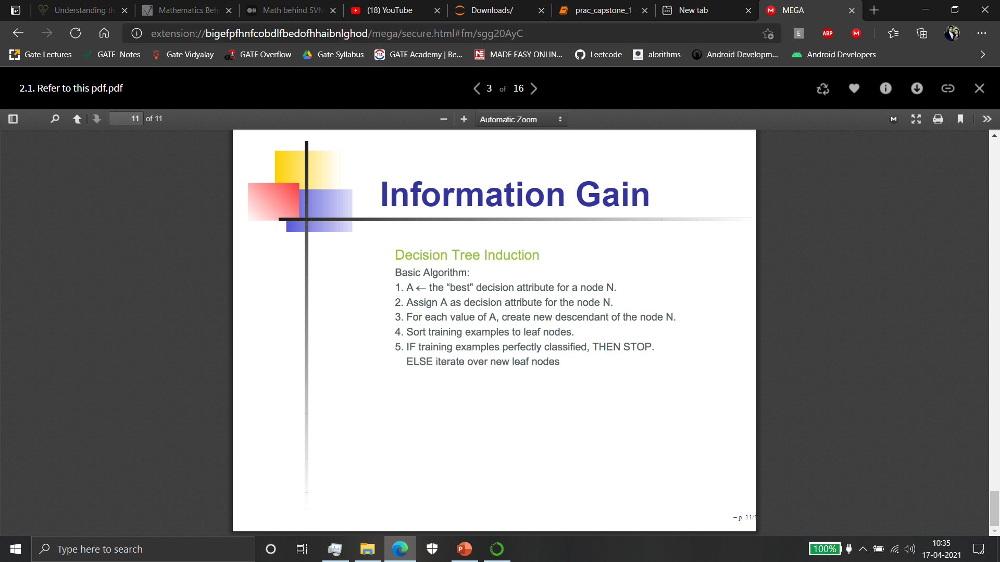 Understanding th
Mathematics Beh
Math behind SVM
(18) YouTube
Downloads/
prac_capstone_1
New tab
MEGA
extension://bigefpfhnfcobdlfbedofhhaibnlghod/mega/secure.html#fm/sgg20AyC
E
ABP
M
Gate Lectures
GATE Notes
Gate Vidyalay
GATE Overflow
Gate Syllabus
GATE Academy | Be...
MADE EASY ONLIN...
Leetcode
alorithms
Android Developm...
Android Developers
2.1. Refer to this pdf.pdf
3 of 16
11 of 11
Automatic Zoom
M
Information Gain
Decision Tree Induction
Basic Algorithm:
1. A ← the “best" decision attribute for a node N.
2. Assign A as decision attribute for the node N.
3. For each value of A, create new descendant of the node N.
4. Sort training examples to leaf nodes.
5. IF training examples perfectly classified, THEN STOP.
ELSE iterate over new leaf nodes
– p. 11/1
Type here to search
100%
10:35
17-04-2021